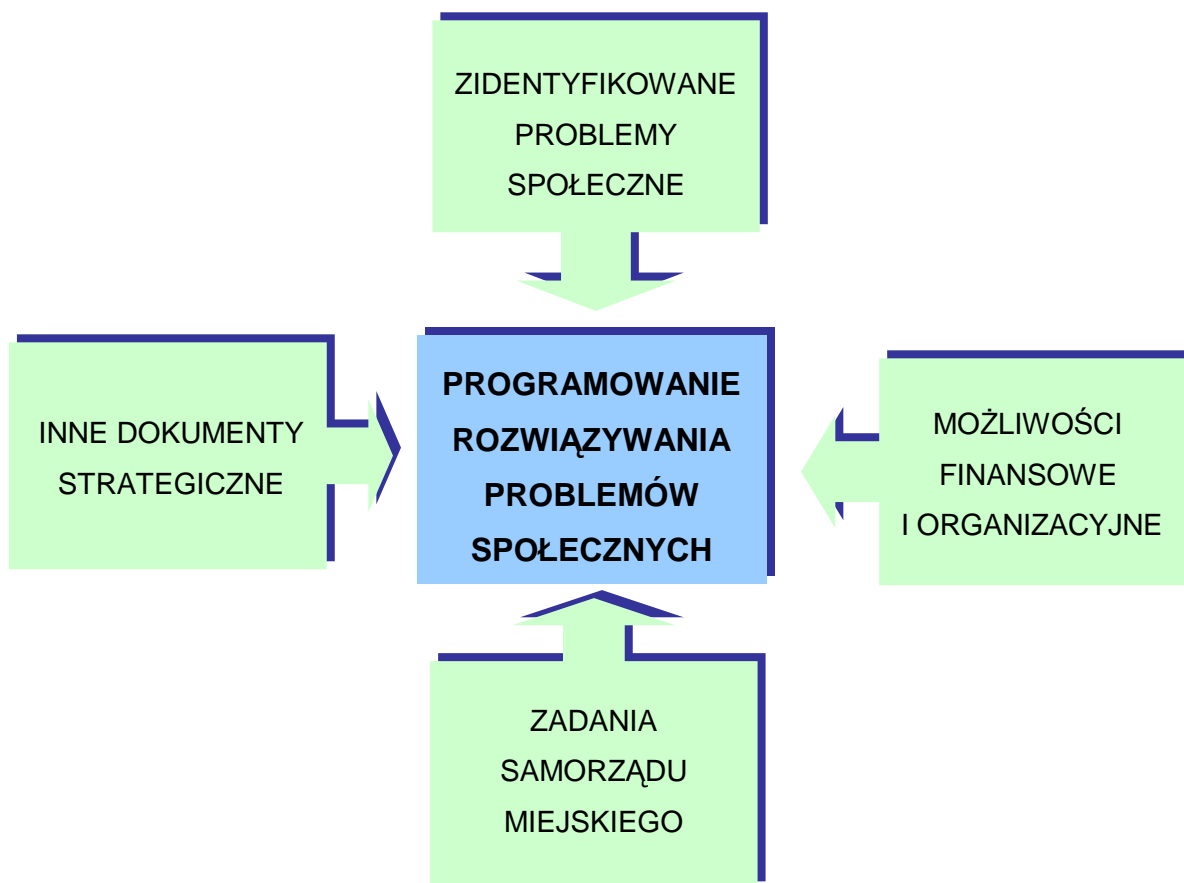 ZIDENTYFIKOWANE
PROBLEMY
SPOŁECZNE
INNE DOKUMENTY
STRATEGICZNE
PROGRAMOWANIE
ROZWIĄZYWANIA
PROBLEMÓW
SPOŁECZNYCH
MOŻLIWOŚCI
FINANSOWE
I ORGANIZACYJNE
ZADANIA
SAMORZĄDU
MIEJSKIEGO